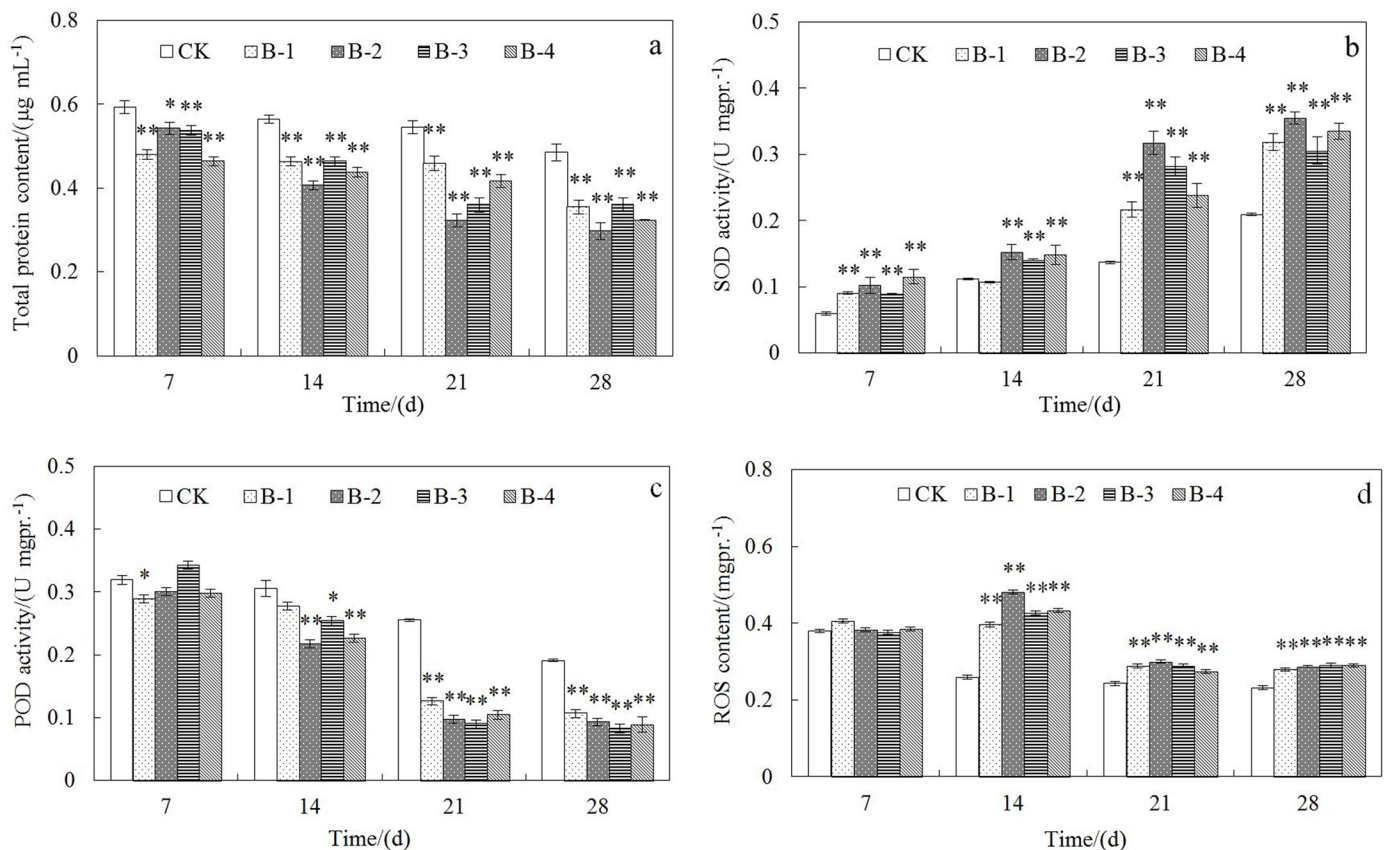 Total protein content/(μg mL⁻¹)
0.8
0.6
0.4
0.2
0
CK B-1 B-2 B-3 B-4
a
** * ** **
** ** ** **
** ** ** **
** ** ** **
7 14 21 28
Time/(d)
SOD activity/(U mgpr.⁻¹)
0.5
0.4
0.3
0.2
0.1
0
CK B-1 B-2 B-3 B-4
b
** ** ** **
** ** **
** ** ** **
** ** ** **
7 14 21 28
Time/(d)
POD activity/(U mgpr.⁻¹)
0.5
0.4
0.3
0.2
0.1
0
CK B-1 B-2 B-3 B-4
c
*
** * **
** ** ** **
** ** ** **
7 14 21 28
Time/(d)
ROS content/(mgpr.⁻¹)
0.8
0.6
0.4
0.2
0
CK B-1 B-2 B-3 B-4
d
** ** ** **
** ** ** **
** ** ** **
7 14 21 28
Time/(d)